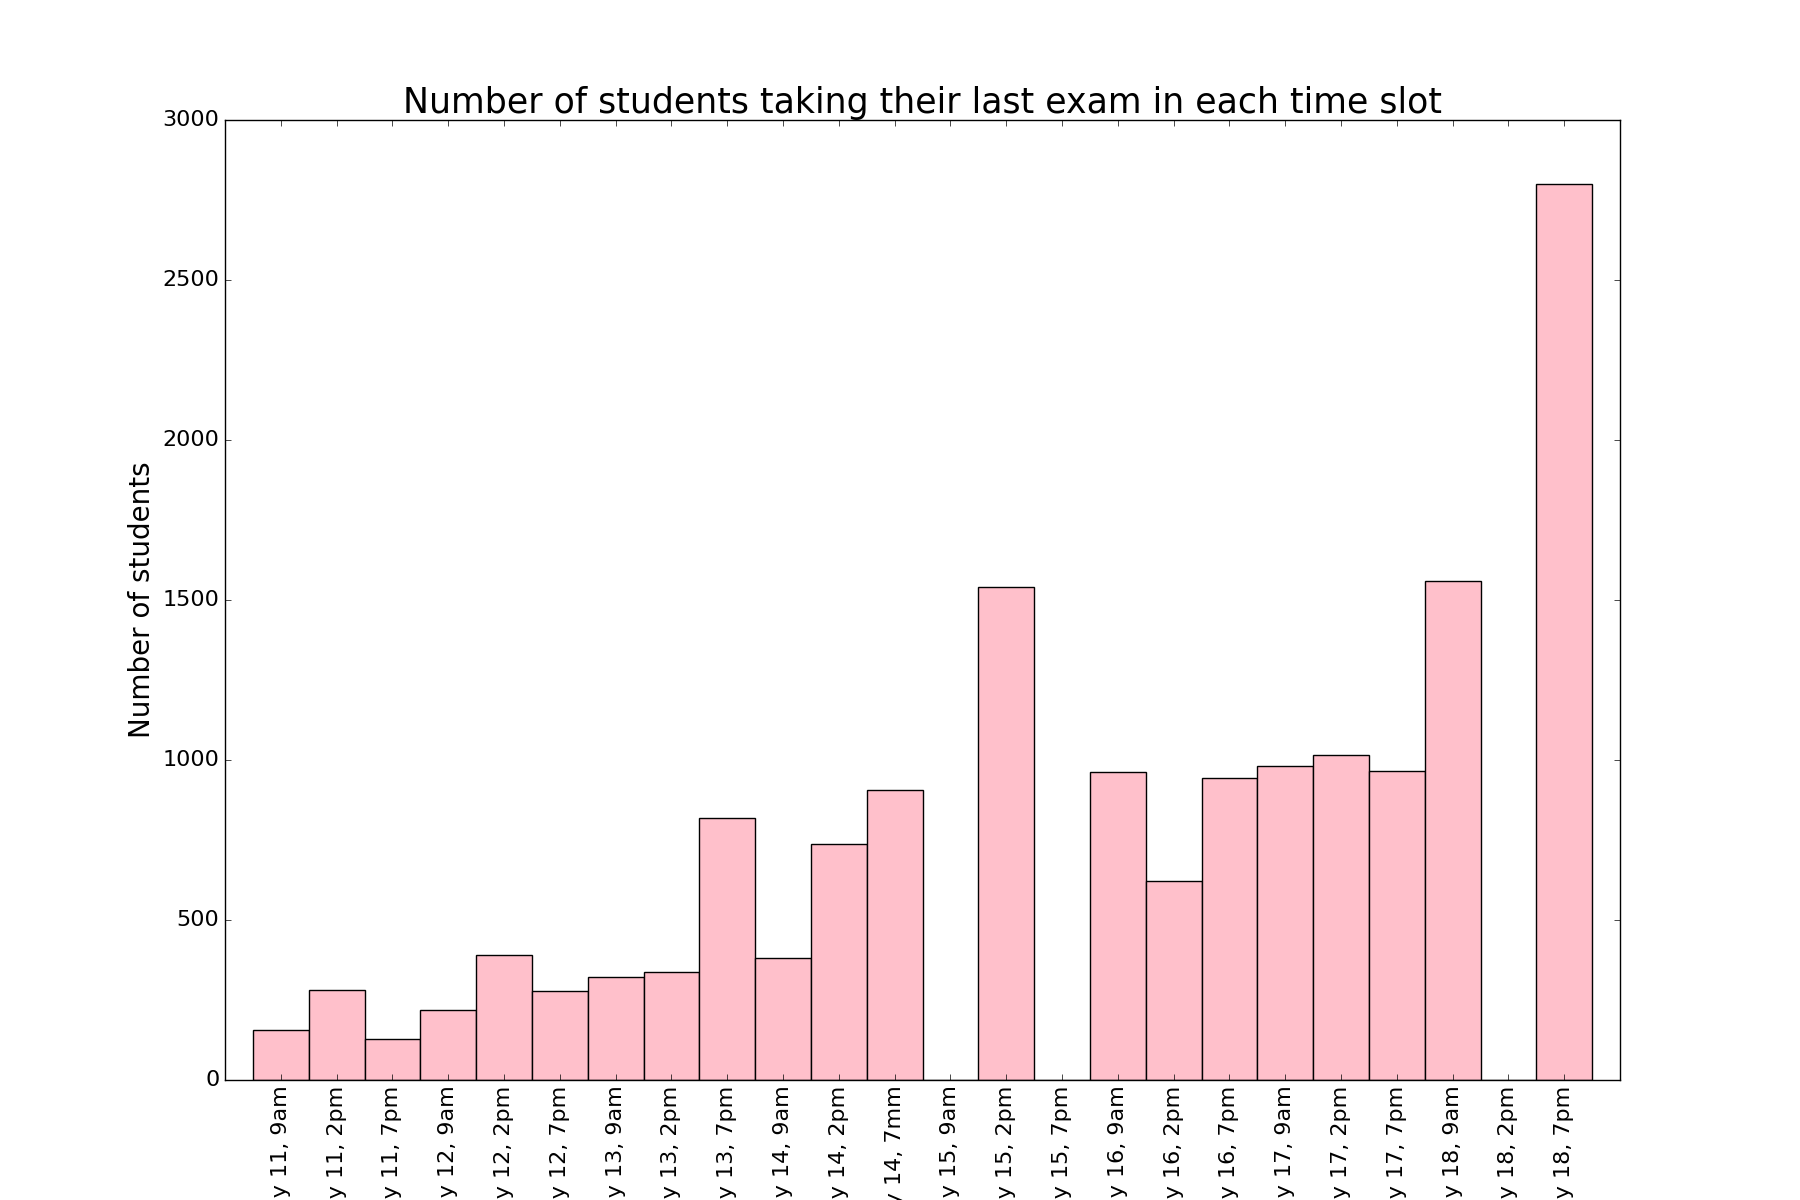 Number of students taking their last exam in each time slot
Number of students
3000
2500
2000
1500
1000
500
0
y 11, 9am
y 11, 2pm
y 11, 7pm
y 12, 9am
y 12, 2pm
y 12, 7pm
y 13, 9am
y 13, 2pm
y 13, 7pm
y 14, 9am
y 14, 2pm
y 14, 7mm
y 15, 9am
y 15, 2pm
y 15, 7pm
y 16, 9am
y 16, 2pm
y 16, 7pm
y 17, 9am
y 17, 2pm
y 17, 7pm
y 18, 9am
y 18, 2pm
y 18, 7pm